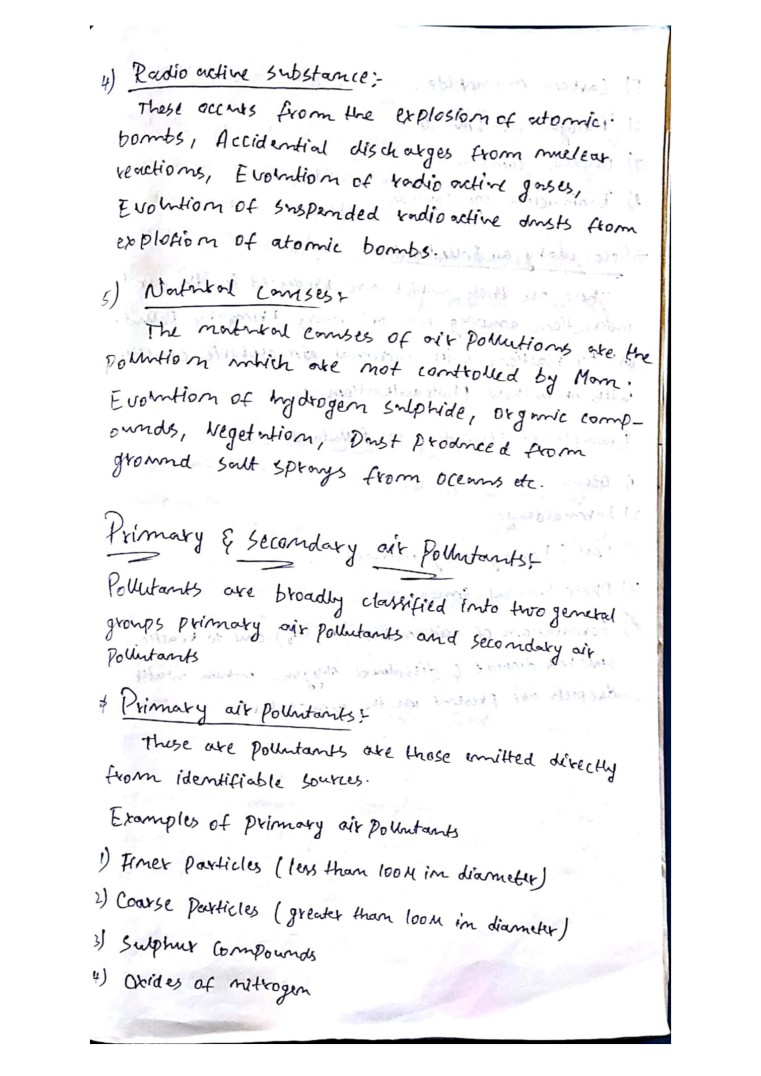 4) Radio active substance:-
These occurs from the explosion of atomic
bombs, Accidential discharges from nuclear
reactions, Evolution of radio active gases,
Evolution of suspended radio active dusts from
explosion of atomic bombs.
5) Natural Causes:
The natural causes of air pollutions are the
pollution which are not controlled by Man.
Evolution of hydrogen sulphide, organic comp-
ounds, Vegetation, Dust Produced from
ground salt sprays from oceans etc.
Primary & secondary air Pollutants:-
Pollutants are broadly classified into two general
groups primary air pollutants and secondary air
pollutants
* Primary air pollutants:-
These are pollutants are those emitted directly
from identifiable sources.
Examples of primary air pollutants
1) Finer Particles (less than 100M in diameter)
2) Coarse Particles (greater than 100M in diameter)
3) Sulphur Compounds
4) Oxides of nitrogen